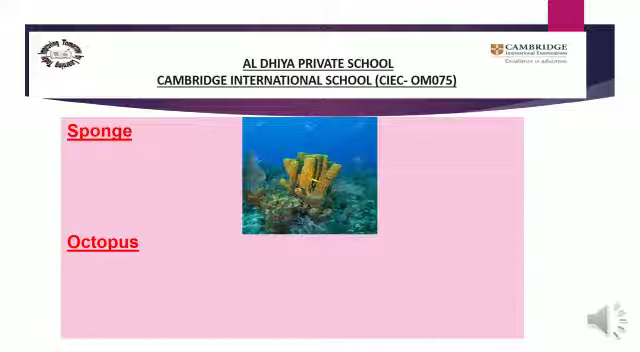 CAMBRIDGE
International Examinations
Excellence in education
AL DHIYA PRIVATE SCHOOL
CAMBRIDGE INTERNATIONAL SCHOOL (CIEC- OM075)
Sponge
Octopus